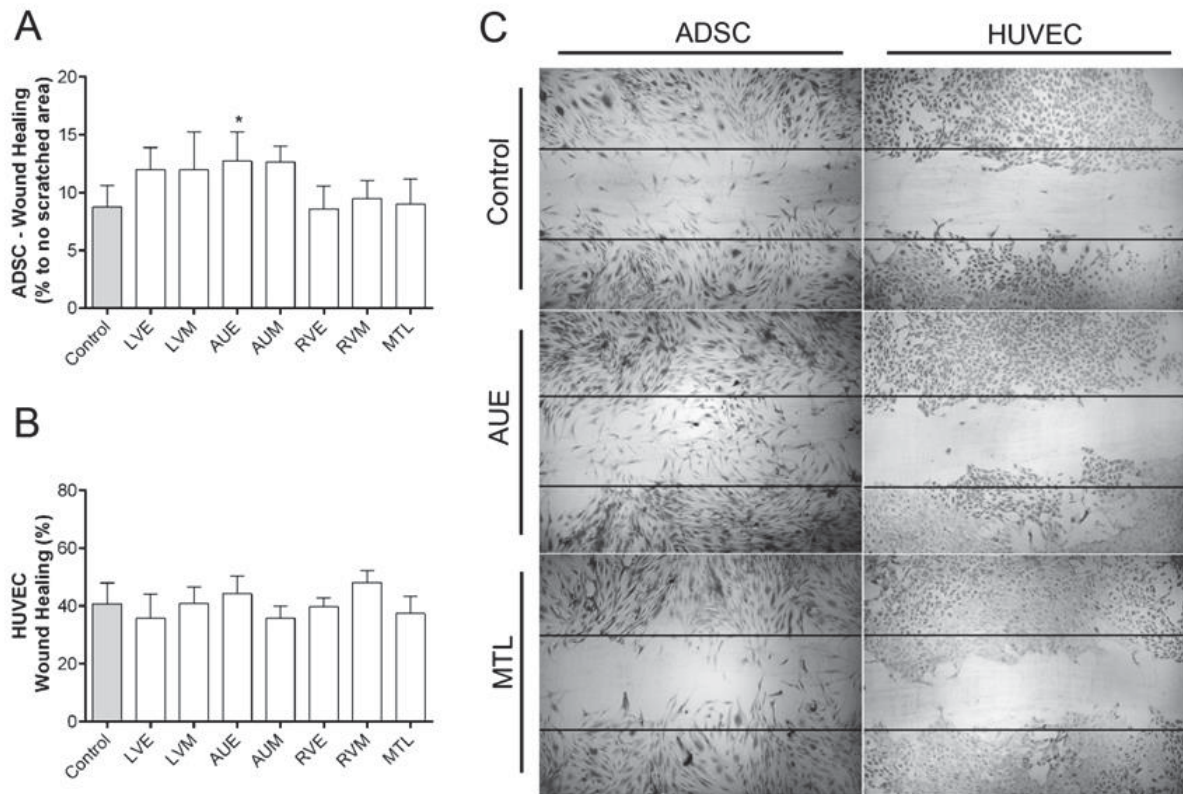 A
ADSC - Wound Healing
(% to no scratched area)
20
15
10
5
0
*
Control
LVE
LVM
AUE
AUM
RVE
RVM
MTL
B
HUVEC
Wound Healing (%)
80
60
40
20
0
Control
LVE
LVM
AUE
AUM
RVE
RVM
MTL
C
ADSC
HUVEC
Control
AUE
MTL